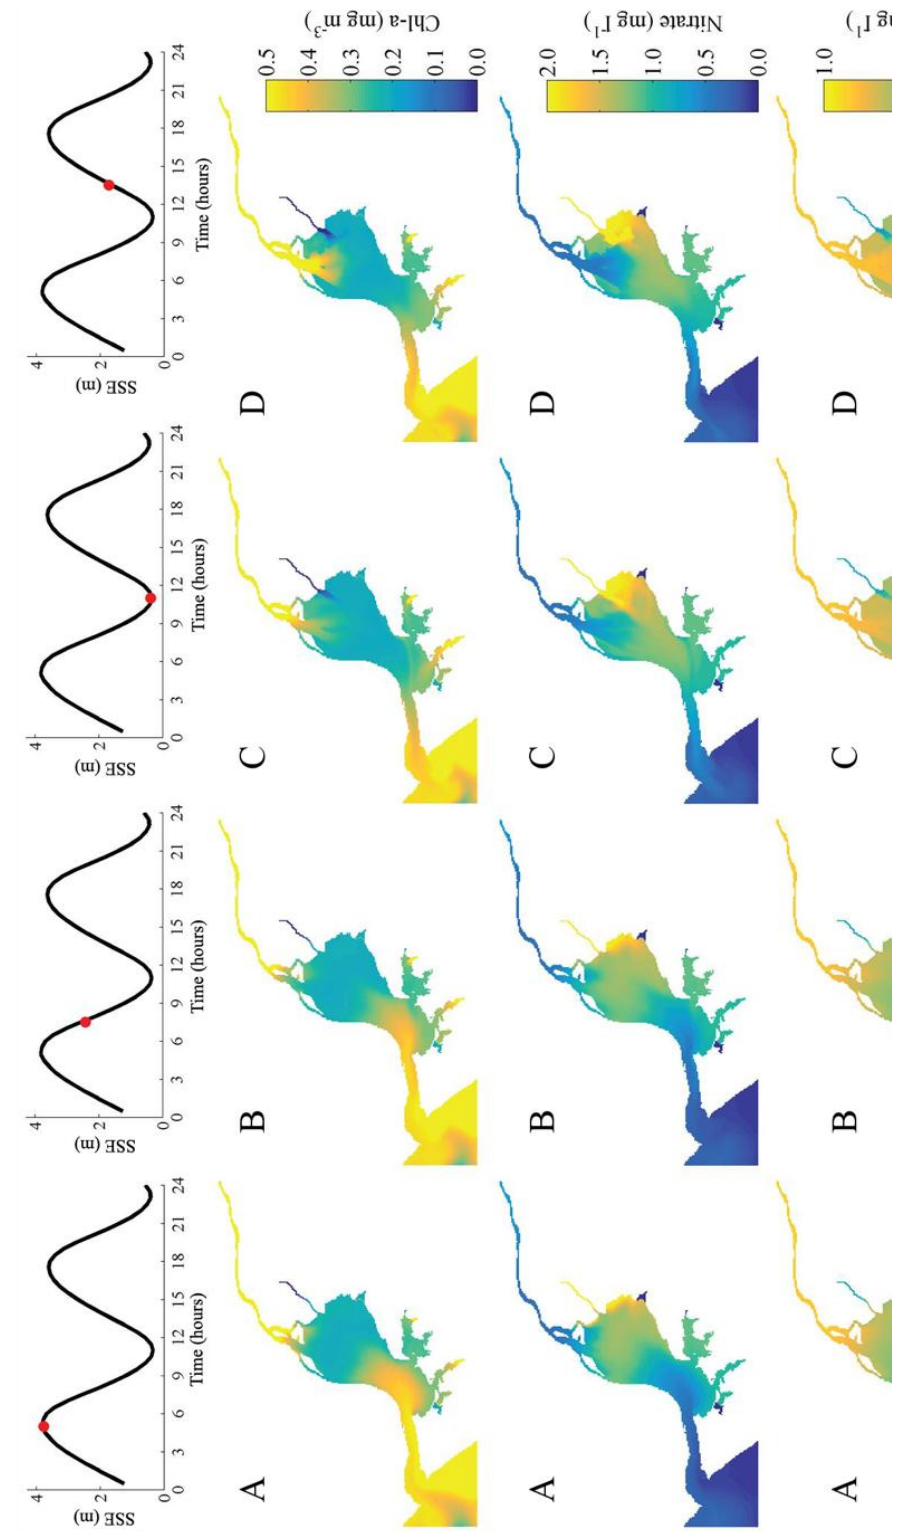 SSE (m)
4
2
0
0 3 6 9 12 15 18 21 24
Time (hours)
SSE (m)
4
2
0
0 3 6 9 12 15 18 21 24
Time (hours)
SSE (m)
4
2
0
0 3 6 9 12 15 18 21 24
Time (hours)
SSE (m)
4
2
0
0 3 6 9 12 15 18 21 24
Time (hours)
A
B
C
D
0.5
0.4
0.3
0.2
0.1
0.0
Chl-a (mg m⁻³)
A
B
C
D
2.0
1.5
1.0
0.5
0.0
Nitrate (mg l⁻¹)
A
B
C
D
1.0